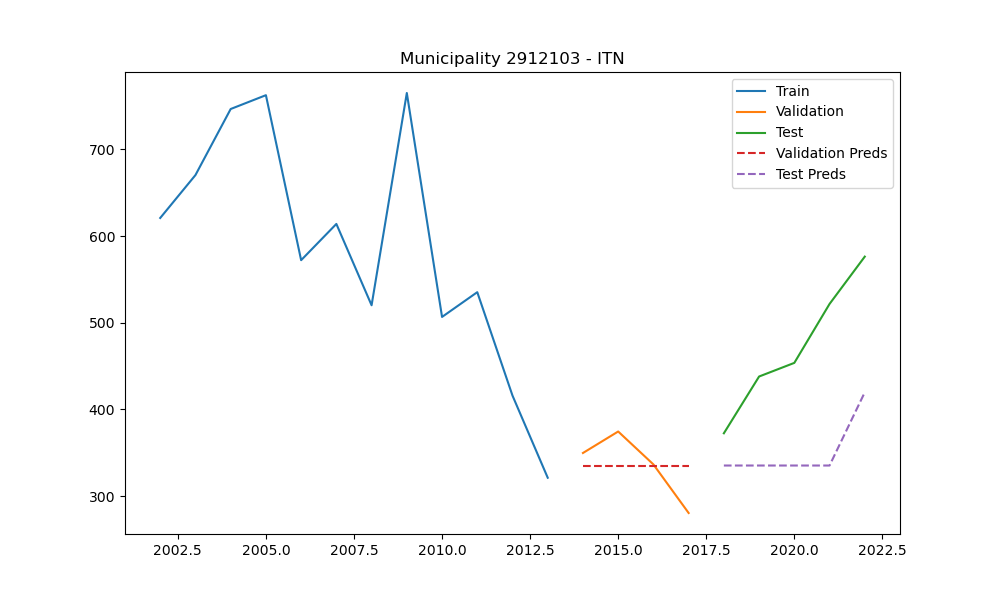 Municipality 2912103 - ITN
Train
Validation
Test
Validation Preds
Test Preds
700
600
500
400
300
2002.5 2005.0 2007.5 2010.0 2012.5 2015.0 2017.5 2020.0 2022.5